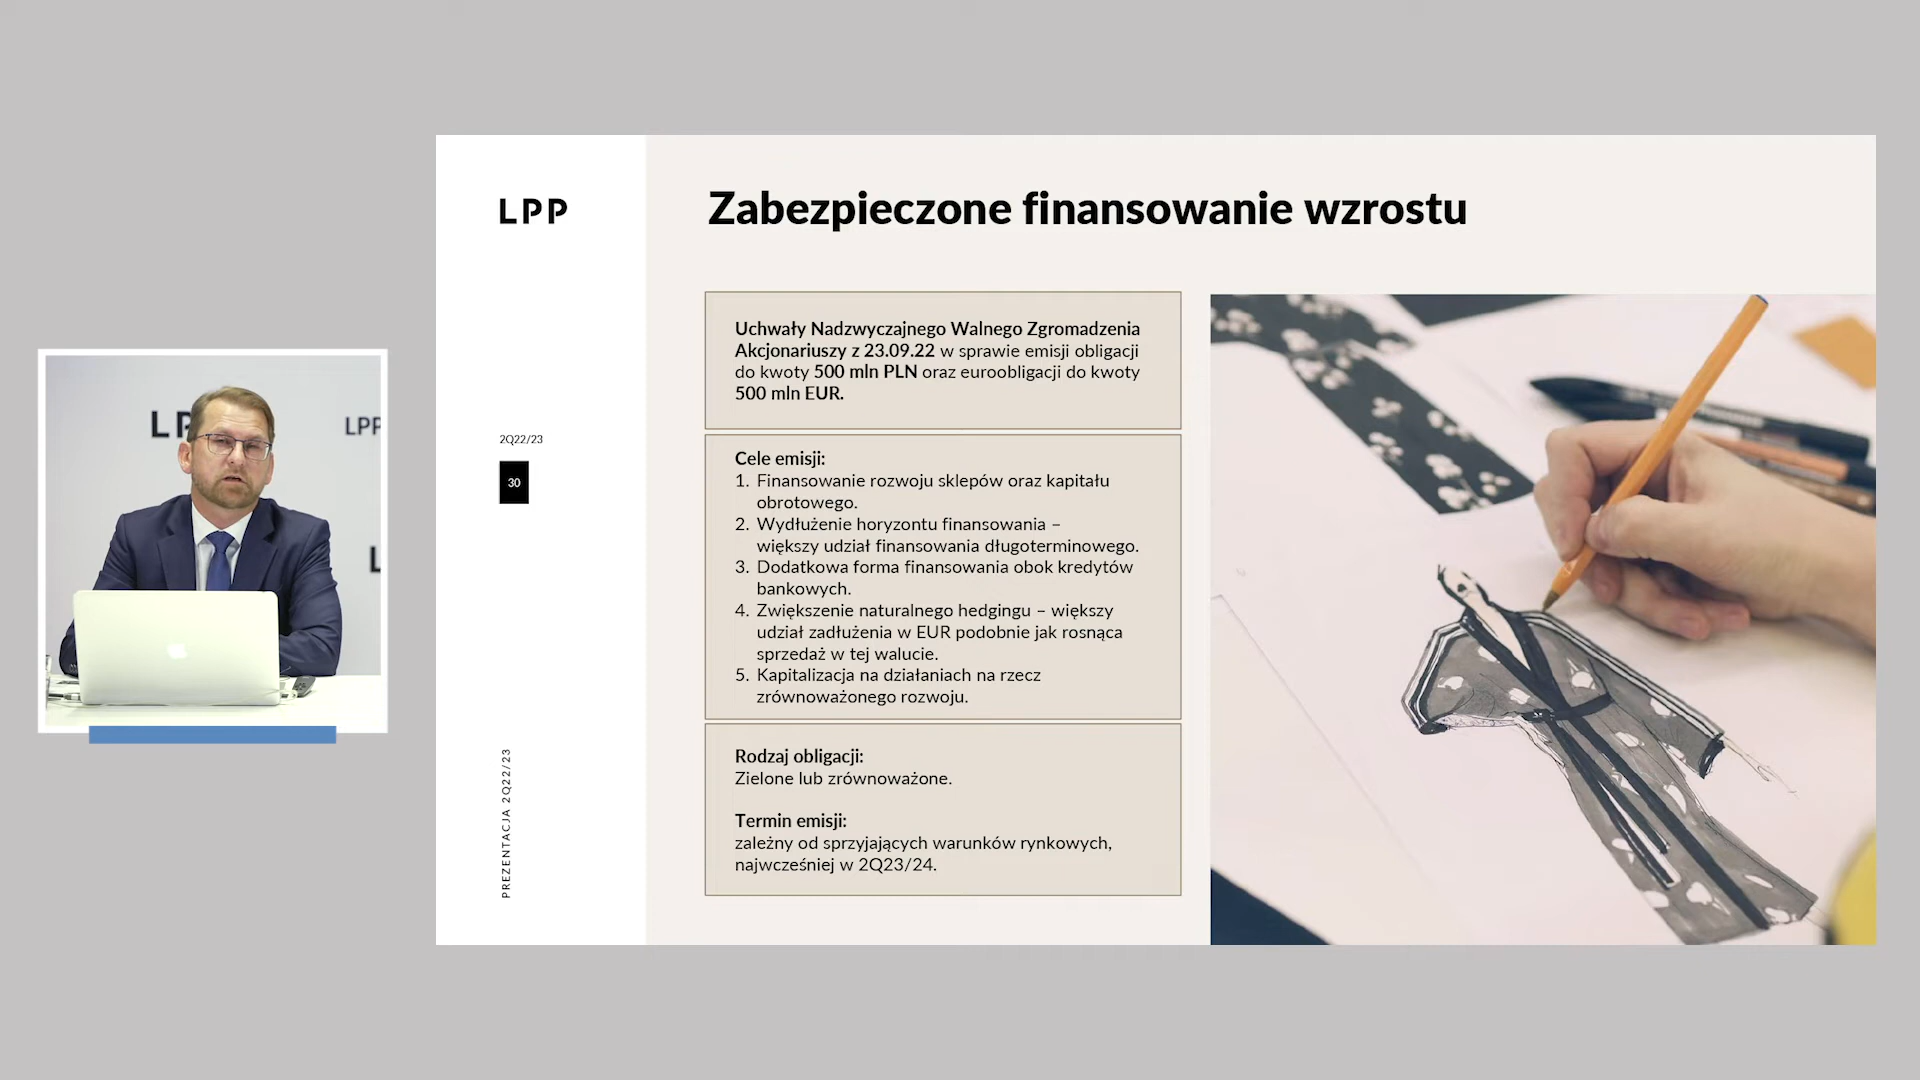 LPP
Zabezpieczone finansowanie wzrostu
Uchwały Nadzwyczajnego Walnego Zgromadzenia
Akcjonariuszy z 23.09.22 w sprawie emisji obligacji
do kwoty 500 mln PLN oraz euroobligacji do kwoty
500 mln EUR.
Cele emisji:
1. Finansowanie rozwoju sklepów oraz kapitału
obrotowego.
2. Wydłużenie horyzontu finansowania –
większy udział finansowania długoterminowego.
3. Dodatkowa forma finansowania obok kredytów
bankowych.
4. Zwiększenie naturalnego hedgingu – większy
udział zadłużenia w EUR podobnie jak rosnąca
sprzedaż w tej walucie.
5. Kapitalizacja na działaniach na rzecz
zrównoważonego rozwoju.
Rodzaj obligacji:
Zielone lub zrównoważone.
Termin emisji:
zależny od sprzyjających warunków rynkowych,
najwcześniej w 2Q23/24.
2Q22/23
30
PREZENTACJA 2Q22/23
LPP
LPP